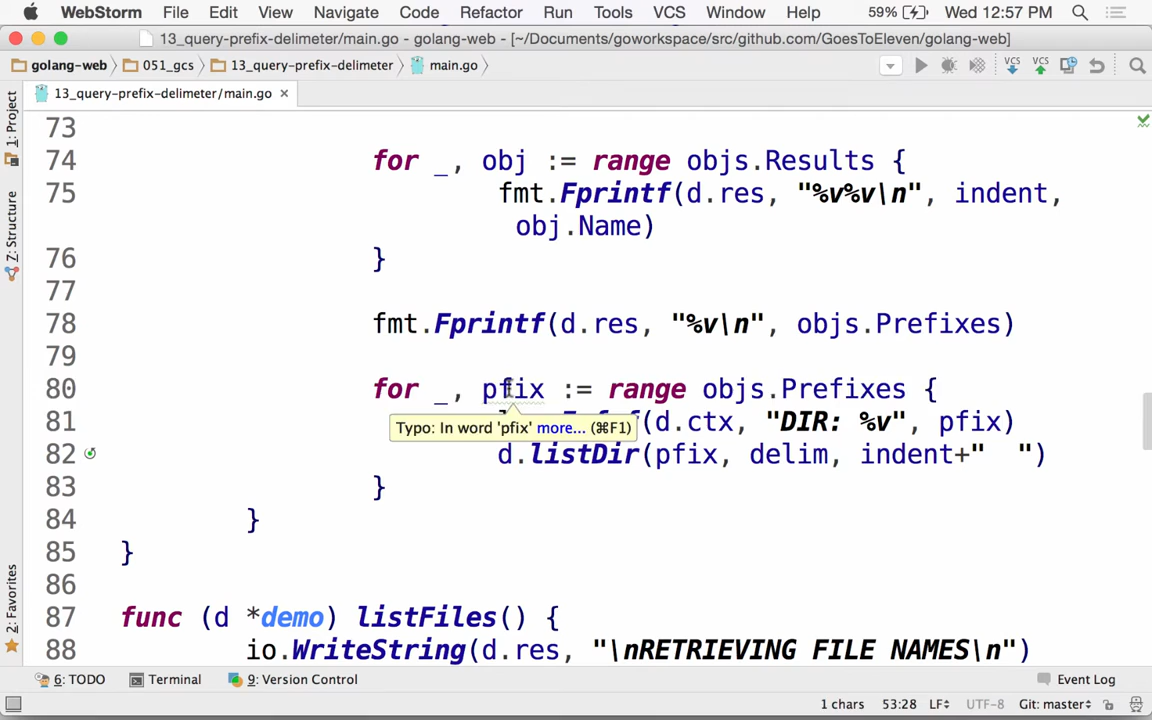 WebStorm File Edit View Navigate Code Refactor Run Tools VCS Window Help 59% Wed 12:57 PM
13_query-prefix-delimeter/main.go - golang-web - [~/Documents/goworkspace/src/github.com/GoesToEleven/golang-web]
golang-web 051_gcs 13_query-prefix-delimeter main.go VCS VCS
13_query-prefix-delimeter/main.go
1: Project
7: Structure
2: Favorites
73
74 for _, obj := range objs.Results {
75 fmt.Fprintf(d.res, "%v%v\n", indent,
obj.Name)
76 }
77
78 fmt.Fprintf(d.res, "%v\n", objs.Prefixes)
79
80 for _, pfix := range objs.Prefixes {
81 (d.ctx, "DIR: %v", pfix)
Typo: In word 'pfix' more... (⌘F1)
82 d.listDir(pfix, delim, indent+"  ")
83 }
84 }
85 }
86
87 func (d *demo) listFiles() {
88 io.WriteString(d.res, "\nRETRIEVING FILE NAMES\n")
6: TODO Terminal 9: Version Control Event Log
1 chars 53:28 LF UTF-8 Git: master